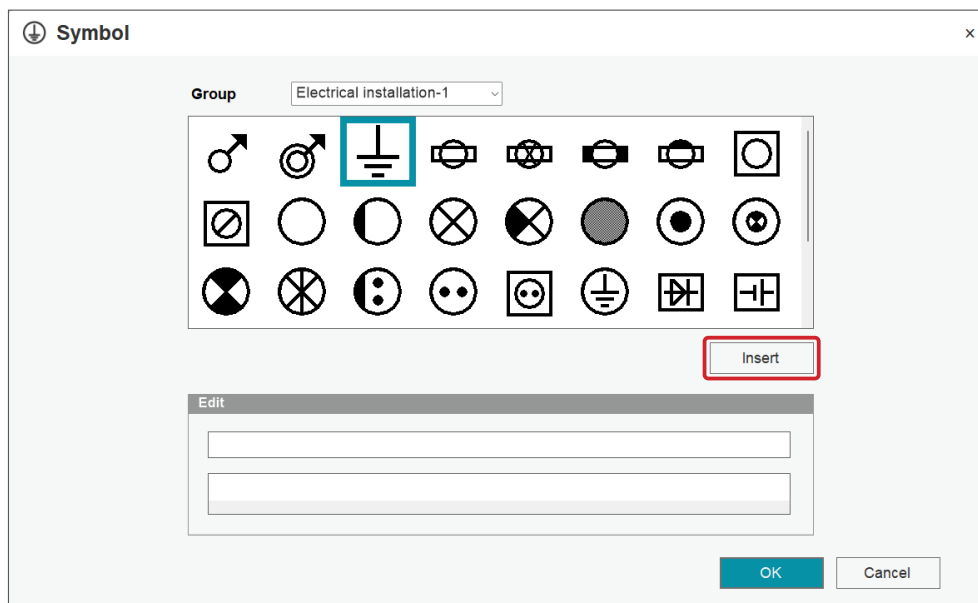 Symbol
×
Group
Electrical installation-1
Insert
Edit
OK
Cancel